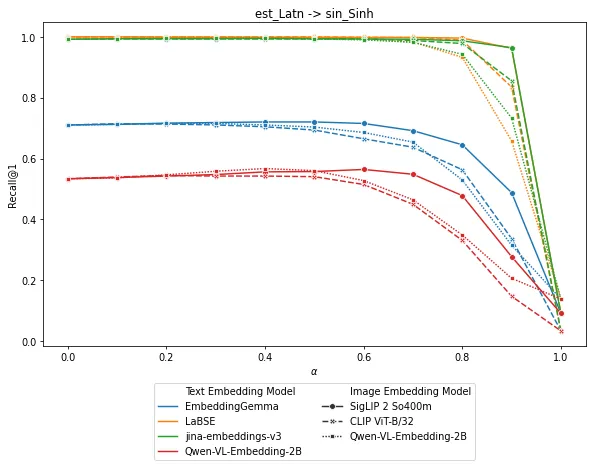 est_Latn -> sin_Sinh
Recall@1
1.0
0.8
0.6
0.4
0.2
0.0
0.0 0.2 0.4 0.6 0.8 1.0
α
Text Embedding Model
EmbeddingGemma
LaBSE
jina-embeddings-v3
Qwen-VL-Embedding-2B
Image Embedding Model
SigLIP 2 So400m
CLIP ViT-B/32
Qwen-VL-Embedding-2B